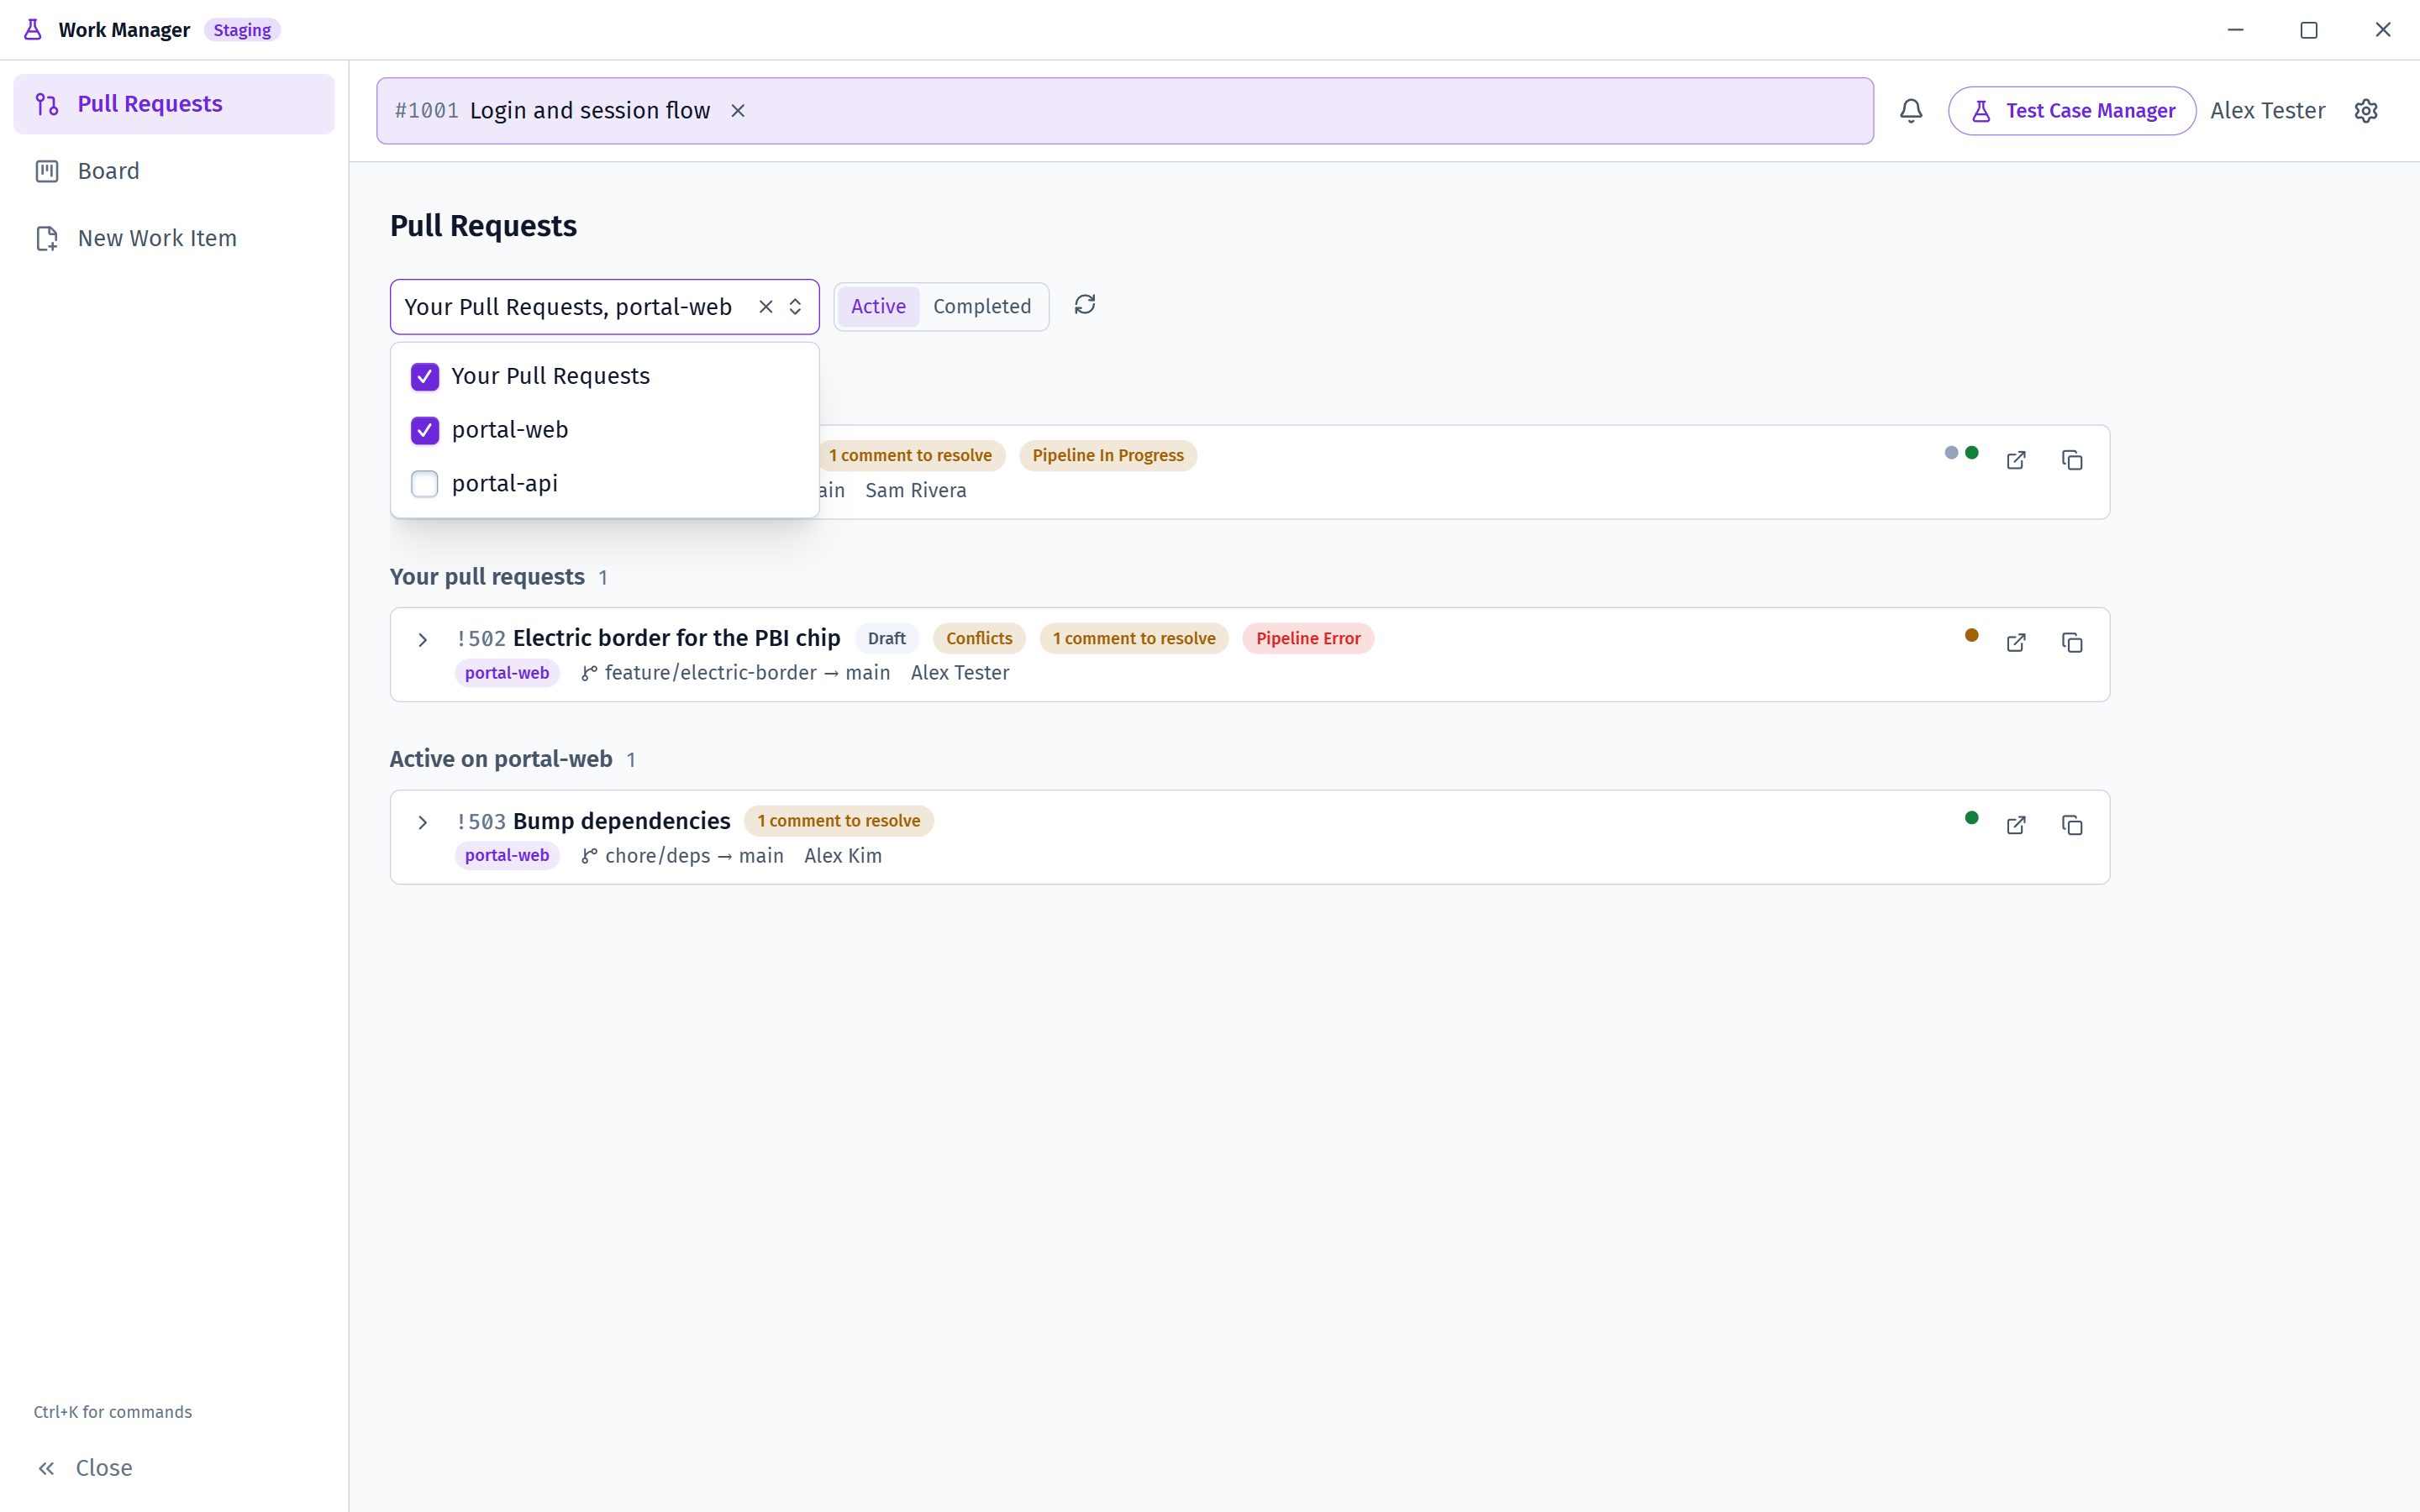 Work Manager Staging
Pull Requests
Board
New Work Item
#1001 Login and session flow
Test Case Manager
Alex Tester
Pull Requests
Your Pull Requests, portal-web
Active Completed
Your Pull Requests
portal-web
portal-api
1 comment to resolve Pipeline In Progress
Sam Rivera
Your pull requests 1
!502 Electric border for the PBI chip Draft Conflicts 1 comment to resolve Pipeline Error
portal-web feature/electric-border → main Alex Tester
Active on portal-web 1
!503 Bump dependencies 1 comment to resolve
portal-web chore/deps → main Alex Kim
Ctrl+K for commands
Close